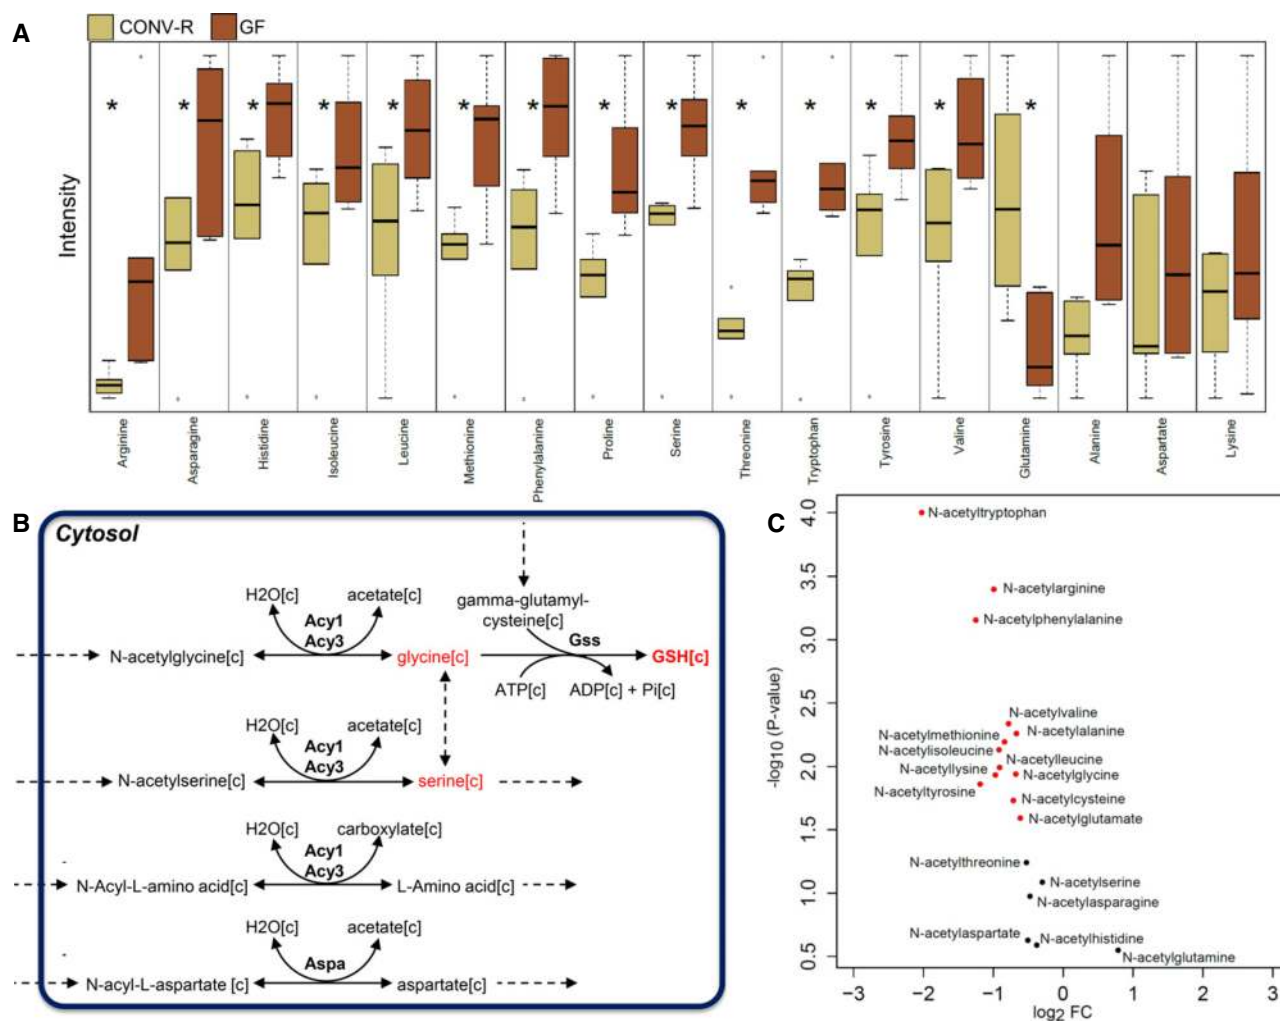 A
CONV-R GF
Intensity
* * * * * * * * * * * * * *
Arginine
Asparagine
Histidine
Isoleucine
Leucine
Methionine
Phenylalanine
Proline
Serine
Threonine
Tryptophan
Tyrosine
Valine
Glutamine
Alanine
Aspartate
Lysine
B
Cytosol
H2O[c] acetate[c]
Acy1
Acy3
N-acetylglycine[c] glycine[c]
gamma-glutamyl-
cysteine[c]
Gss
GSH[c]
ATP[c] ADP[c] + Pi[c]
H2O[c] acetate[c]
Acy1
Acy3
N-acetylserine[c] serine[c]
H2O[c] carboxylate[c]
Acy1
Acy3
N-Acyl-L-amino acid[c] L-Amino acid[c]
H2O[c] acetate[c]
Aspa
N-acyl-L-aspartate [c] aspartate[c]
C
-log10 (P-value)
4.0
3.5
3.0
2.5
2.0
1.5
1.0
0.5
N-acetyltryptophan
N-acetylarginine
N-acetylphenylalanine
N-acetylvaline
N-acetylalanine
N-acetylmethionine
N-acetylisoleucine
N-acetylleucine
N-acetyllysine
N-acetylglycine
N-acetyltyrosine
N-acetylcysteine
N-acetylglutamate
N-acetylthreonine
N-acetylserine
N-acetylasparagine
N-acetylaspartate
N-acetylhistidine
N-acetylglutamine
−3 −2 −1 0 1 2 3
log2 FC